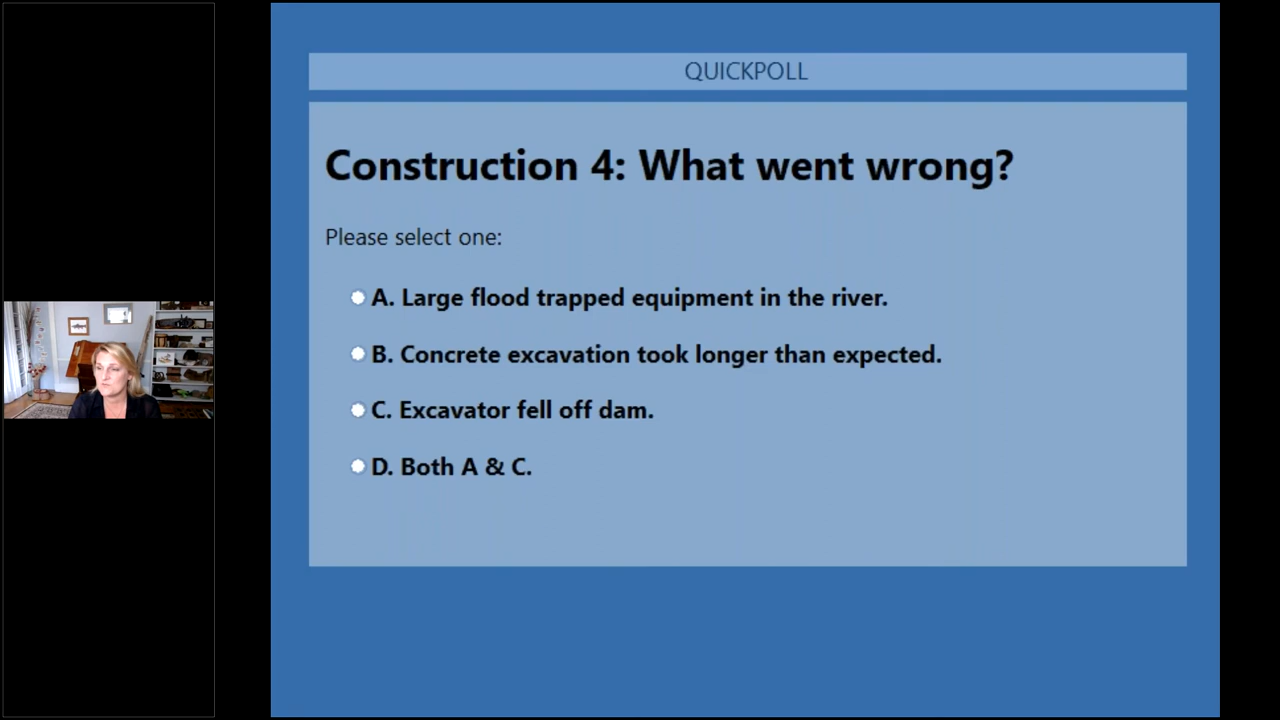 QUICKPOLL
Construction 4: What went wrong?
Please select one:
A. Large flood trapped equipment in the river.
B. Concrete excavation took longer than expected.
C. Excavator fell off dam.
D. Both A & C.